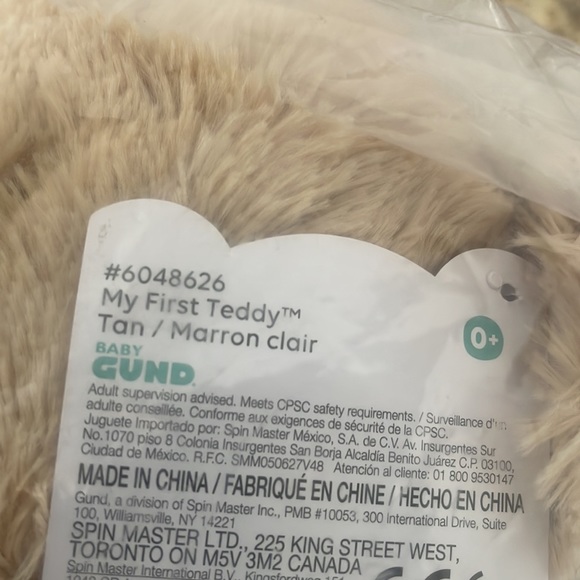 #6048626
My First Teddy™
Tan / Marron clair
0+
BABY
GUND
Adult supervision advised. Meets CPSC safety requirements. / Surveillance d'un
adulte conseillée. Conforme aux exigences de sécurité de la CPSC.
Juguete Importado por: Spin Master México, S.A. de C.V. Av. Insurgentes Sur
No.1070 piso 8 Colonia Insurgentes San Borja Alcaldía Benito Juárez C.P. 03100,
Ciudad de México. R.F.C. SMM050627V48 Atención al cliente: 01 800 9530147
MADE IN CHINA / FABRIQUÉ EN CHINE / HECHO EN CHINA
Gund, a division of Spin Master Inc., PMB #10053, 300 International Drive, Suite
100, Williamsville, NY 14221
SPIN MASTER LTD., 225 KING STREET WEST,
TORONTO ON M5V 3M2 CANADA
Spin Master International B.V., Kingsfordweg 151,